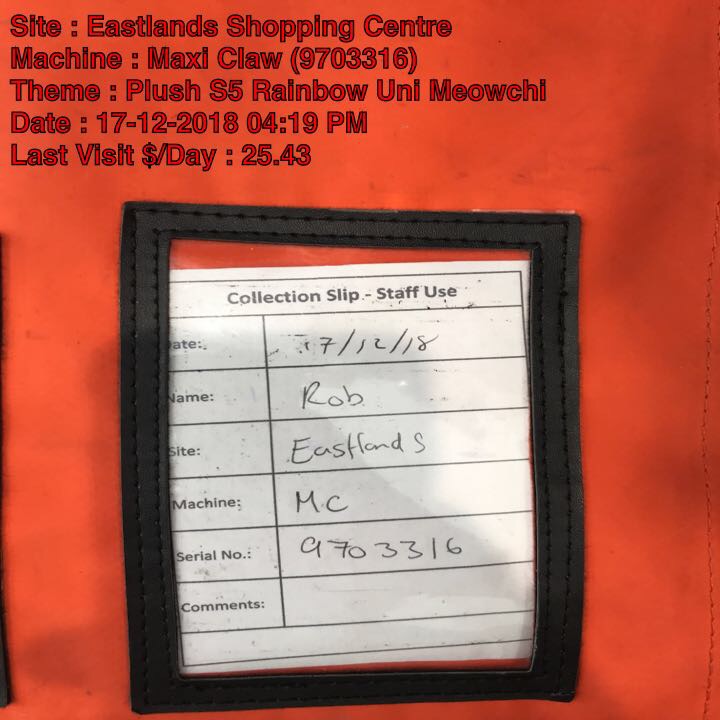 Site : Eastlands Shopping Centre
Machine : Maxi Claw (9703316)
Theme : Plush S5 Rainbow Uni Meowchi
Date : 17-12-2018 04:19 PM
Last Visit $/Day : 25.43
Collection Slip - Staff Use
ate: 17/12/18
Name: Rob
Site: Eastlands
Machine: MC
Serial No.: 9703316
Comments: